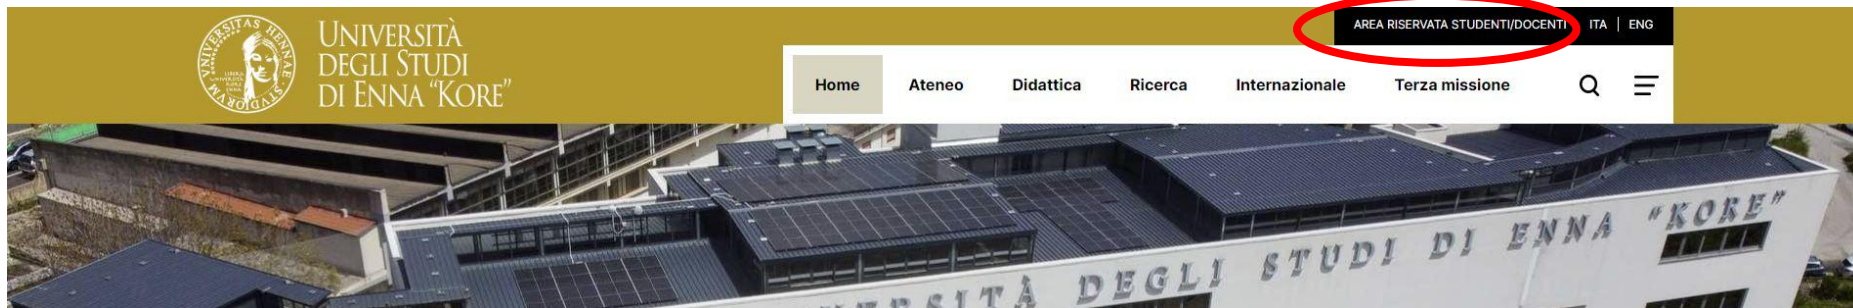 UNIVERSITÀ
DEGLI STUDI
DI ENNA “KORE”
AREA RISERVATA STUDENTI/DOCENTI
ITA | ENG
Home
Ateneo
Didattica
Ricerca
Internazionale
Terza missione
DEGLI STUDI DI ENNA “KORE”